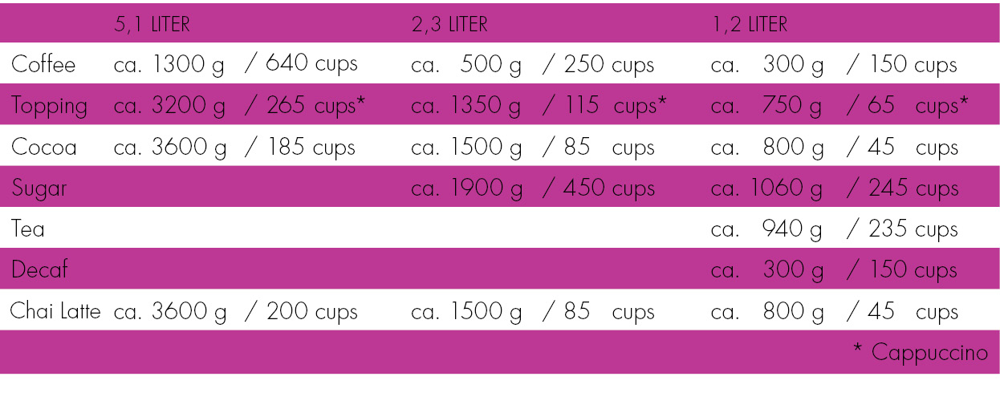 5,1 LITER 2,3 LITER 1,2 LITER
Coffee ca. 1300 g / 640 cups ca. 500 g / 250 cups ca. 300 g / 150 cups
Topping ca. 3200 g / 265 cups* ca. 1350 g / 115 cups* ca. 750 g / 65 cups*
Cocoa ca. 3600 g / 185 cups ca. 1500 g / 85 cups ca. 800 g / 45 cups
Sugar ca. 1900 g / 450 cups ca. 1060 g / 245 cups
Tea ca. 940 g / 235 cups
Decaf ca. 300 g / 150 cups
Chai Latte ca. 3600 g / 200 cups ca. 1500 g / 85 cups ca. 800 g / 45 cups
* Cappuccino